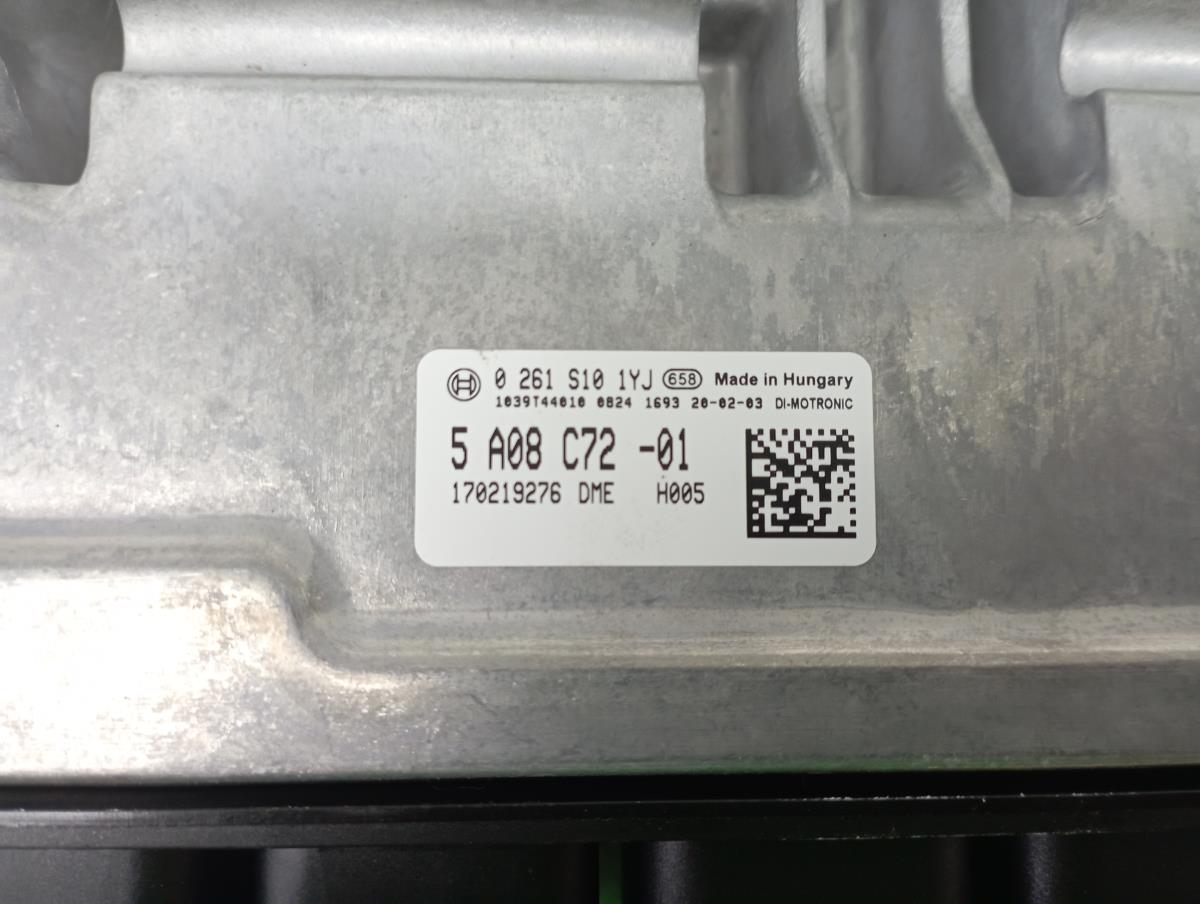 0 261 S10 1YJ 658 Made in Hungary
1039T44010 0824 1693 20-02-03 DI-MOTRONIC
5 A08 C72 -01
170219276 DME H005